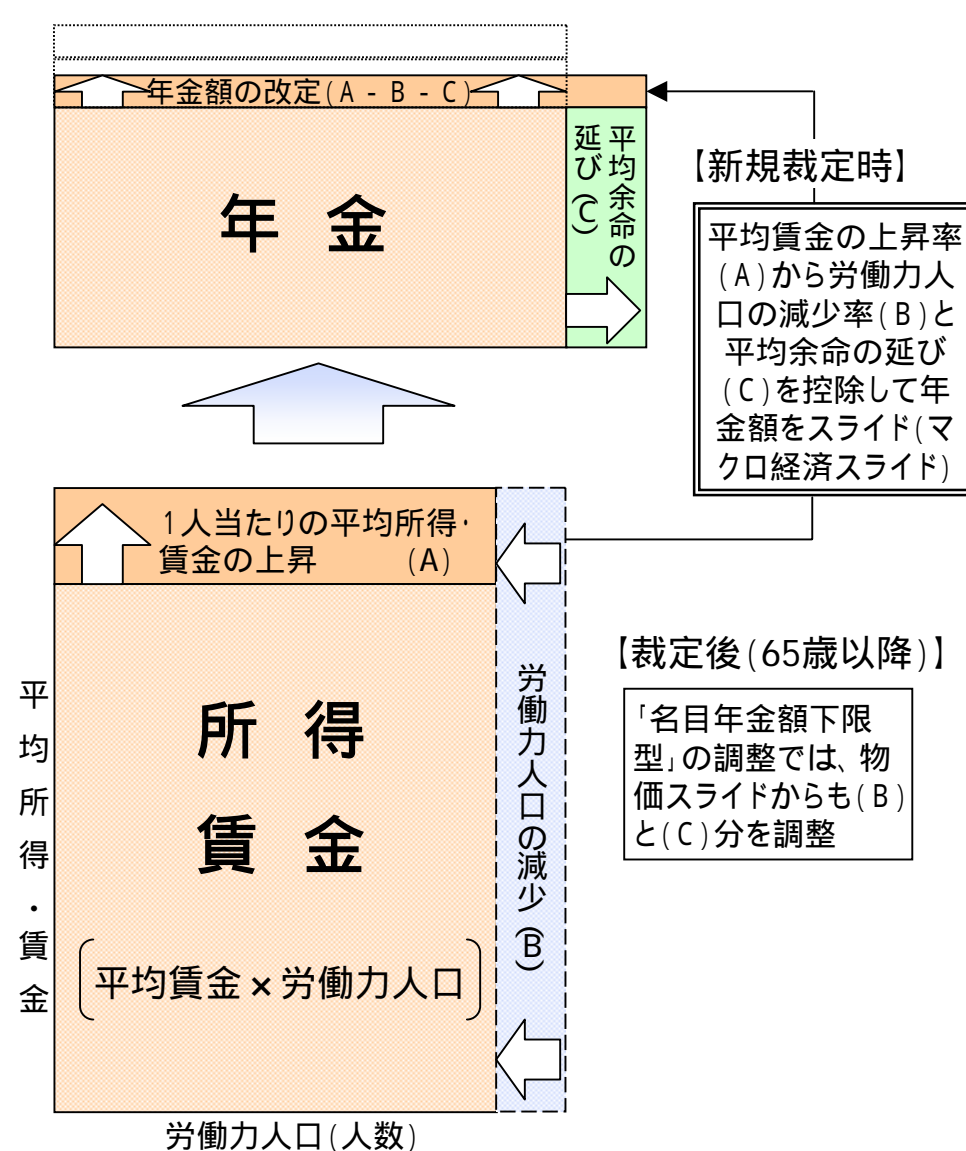 年金額の改定(A - B - C)
年 金
平均余命の
延び(C)
【新規裁定時】
平均賃金の上昇率
(A)から労働力人
口の減少率(B)と
平均余命の延び
(C)を控除して年
金額をスライド(マ
クロ経済スライド)
1人当たりの平均所得・
賃金の上昇 (A)
平均所得・賃金
所 得
賃 金
平均賃金×労働力人口
労働力人口の減少(B)
労働力人口(人数)
【裁定後(65歳以降)】
「名目年金額下限
型」の調整では、物
価スライドからも(B)
と(C)分を調整